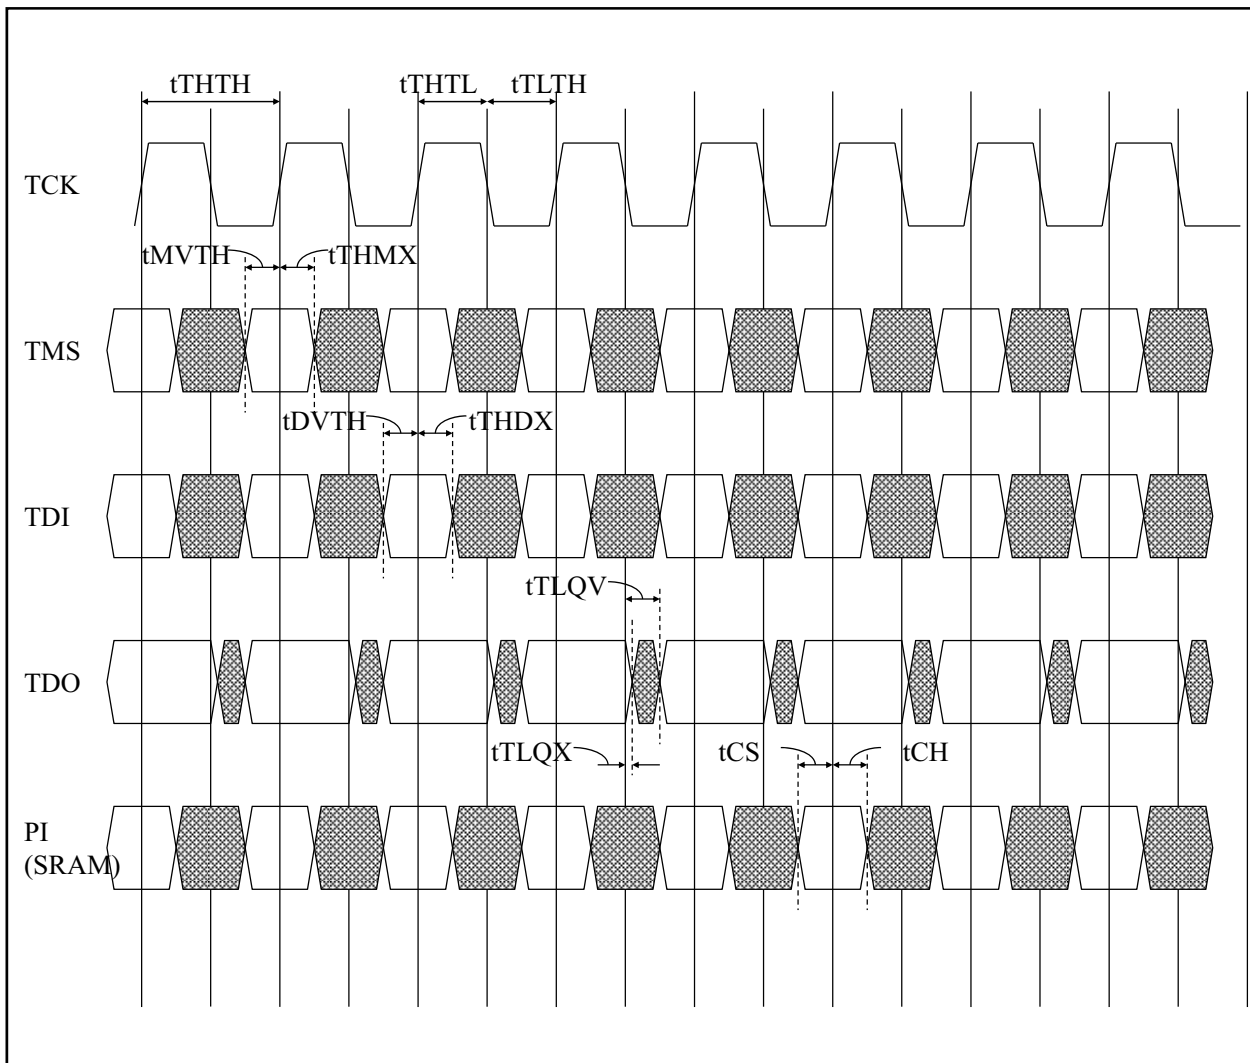 tTHTH
tTHTL
tTLTH
TCK
tMVTH
tTHMX
TMS
tDVTH
tTHDX
TDI
tTLQV
TDO
tTLQX
tCS
tCH
PI
(SRAM)